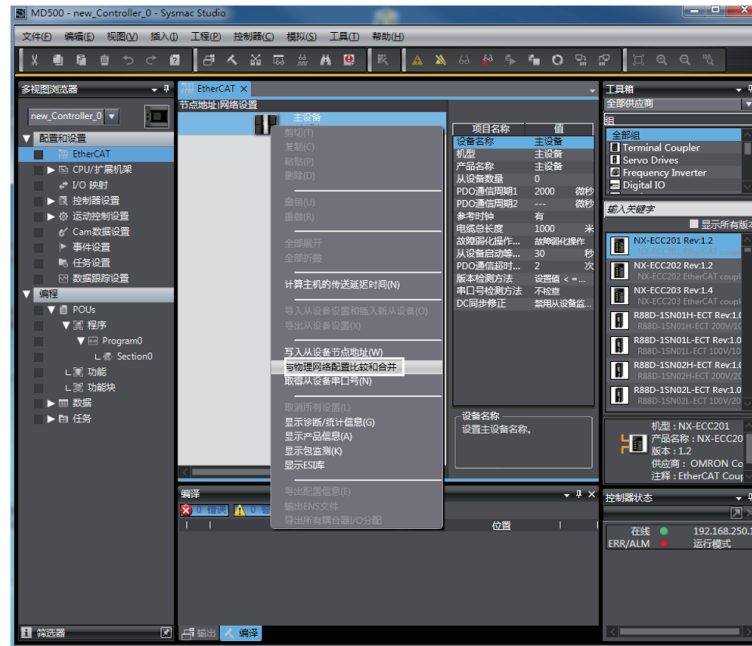 MD500 - new_Controller_0 - Sysmac Studio
文件(F) 编辑(E) 视图(V) 插入(I) 工程(P) 控制器(C) 模拟(S) 工具(T) 帮助(H)
多视图浏览器
new_Controller_0
配置和设置
EtherCAT
CPU/扩展机架
I/O 映射
控制器设置
运动控制设置
Cam数据设置
事件设置
任务设置
数据跟踪设置
编程
POUs
程序
Program0
Section0
功能
功能块
数据
任务
筛选器
EtherCAT
节点地址|网络设置
主设备
剪切(T)
复制(C)
粘贴(P)
删除(D)
撤销(U)
重做(R)
全部展开
全部折叠
计算主机的传送延迟时间(N)
导入从设备设置和插入新从设备(O)
导出从设备设置(X)
写入从设备节点地址(W)
与物理网络配置比较和合并
取得从设备串口号(N)
取消所有设置(L)
显示诊断/统计信息(G)
显示产品信息(A)
显示包监测(K)
显示ESI库
导出配置信息(E)
输出ENS文件
导出所有耦合器I/O分配
项目名称 值
设备名称 主设备
机型 主设备
产品名称 主设备
从设备数量 0
PDO通信周期1 2000 微秒
PDO通信周期2 --- 微秒
参考时钟 有
电缆总长度 1000 米
故障弱化操作... 故障弱化操作
从设备启动等... 30 秒
PDO通信超时... 2 次
版本检测方法 设置值 <=...
串口号检测方法 不检查
DC同步修正 禁用从设备监...
设备名称
设置主设备名称。
编译
0 错误 0
位置
输出 编译
工具箱
全部供应商
组
全部组
Terminal Coupler
Servo Drives
Frequency Inverter
Digital IO
输入关键字
显示所有版本
NX-ECC201 Rev:1.2
NX-ECC202 Rev:1.2
NX-ECC202 EtherCAT coupl
NX-ECC203 Rev:1.4
NX-ECC203 EtherCAT coupl
R88D-1SN01H-ECT Rev:1.0
R88D-1SN01H-ECT 200V/10
R88D-1SN01L-ECT Rev:1.0
R88D-1SN01L-ECT 100V/10
R88D-1SN02H-ECT Rev:1.0
R88D-1SN02H-ECT 200V/20
R88D-1SN02L-ECT Rev:1.0
R88D-1SN02L-ECT 100V/20
机型 : NX-ECC201
产品名称 : NX-ECC20
版本 : 1.2
供应商 : OMRON Co
注释 : EtherCAT Coup
控制器状态
在线 192.168.250.1
ERR/ALM 运行模式